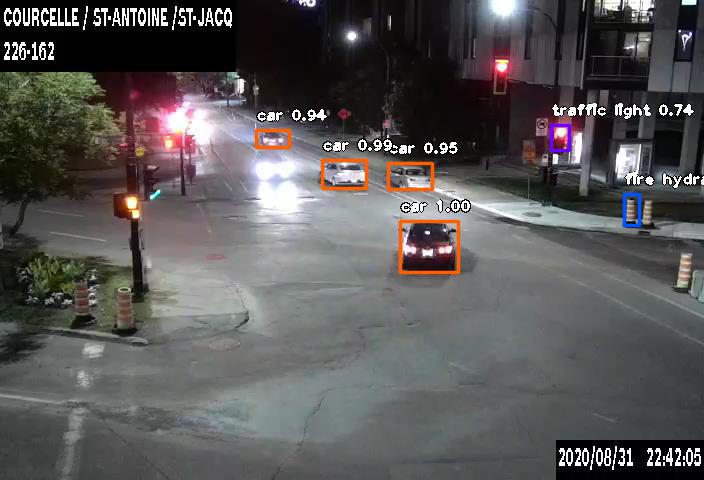 COURCELLE / ST-ANTOINE /ST-JACQ
226-162
car 0.94
traffic light 0.74
car 0.99
car 0.95
fire hydra
car 1.00
2020/08/31 22:42:05